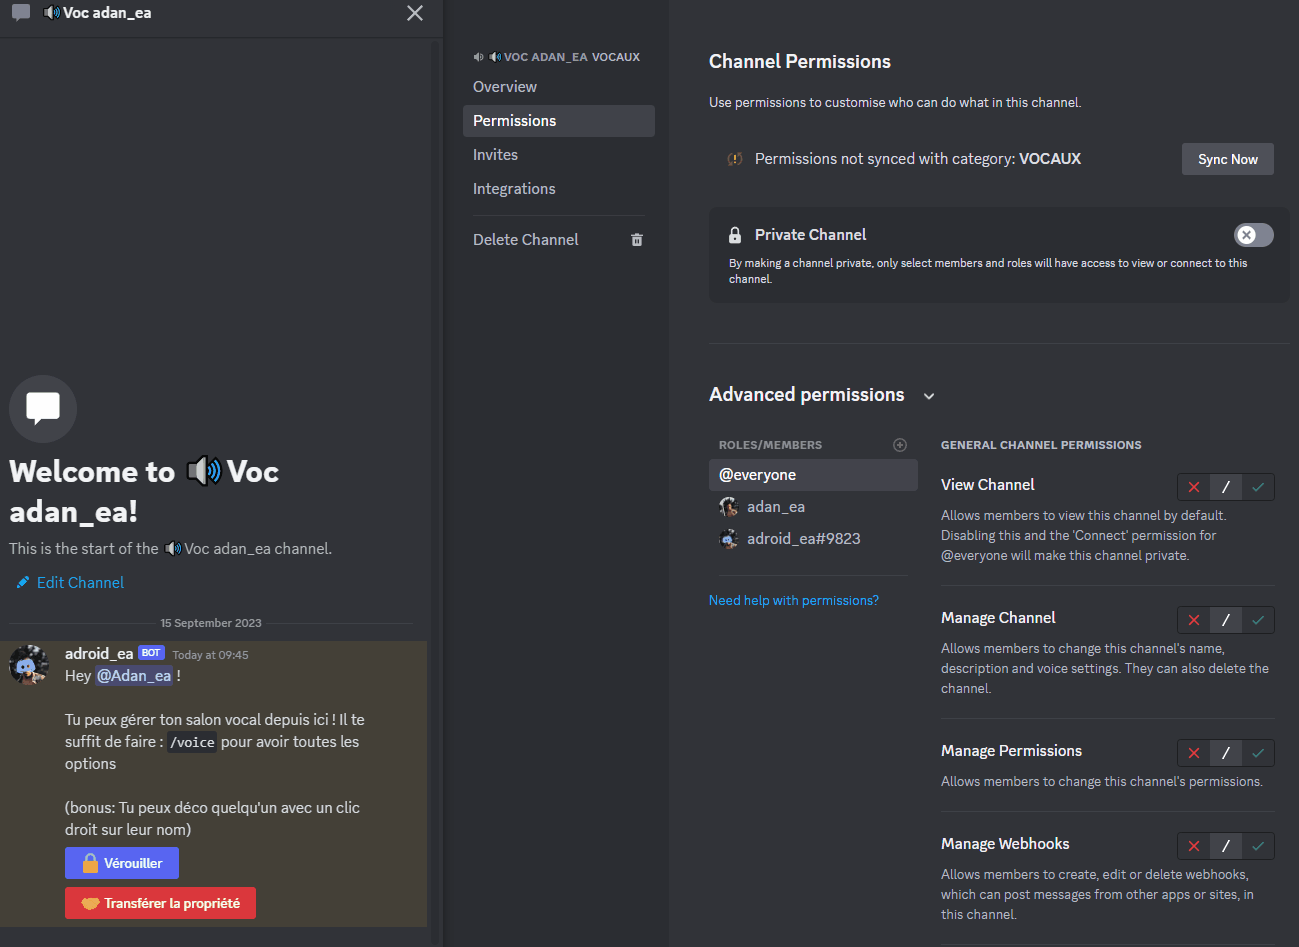 🔊Voc adan_ea
Welcome to 🔊Voc
adan_ea!
This is the start of the 🔊Voc adan_ea channel.
Edit Channel
15 September 2023
adroid_ea BOT Today at 09:45
Hey @Adan_ea !
Tu peux gérer ton salon vocal depuis ici ! Il te
suffit de faire : /voice pour avoir toutes les
options
(bonus: Tu peux déco quelqu'un avec un clic
droit sur leur nom)
🔒 Vérouiller
🤝 Transférer la propriété
🔊VOC ADAN_EA VOCAUX
Overview
Permissions
Invites
Integrations
Delete Channel
Channel Permissions
Use permissions to customise who can do what in this channel.
Permissions not synced with category: VOCAUX
Sync Now
Private Channel
By making a channel private, only select members and roles will have access to view or connect to this
channel.
Advanced permissions
ROLES/MEMBERS
@everyone
adan_ea
adroid_ea#9823
Need help with permissions?
GENERAL CHANNEL PERMISSIONS
View Channel
Allows members to view this channel by default.
Disabling this and the 'Connect' permission for
@everyone will make this channel private.
Manage Channel
Allows members to change this channel's name,
description and voice settings. They can also delete the
channel.
Manage Permissions
Allows members to change this channel's permissions.
Manage Webhooks
Allows members to create, edit or delete webhooks,
which can post messages from other apps or sites, in
this channel.